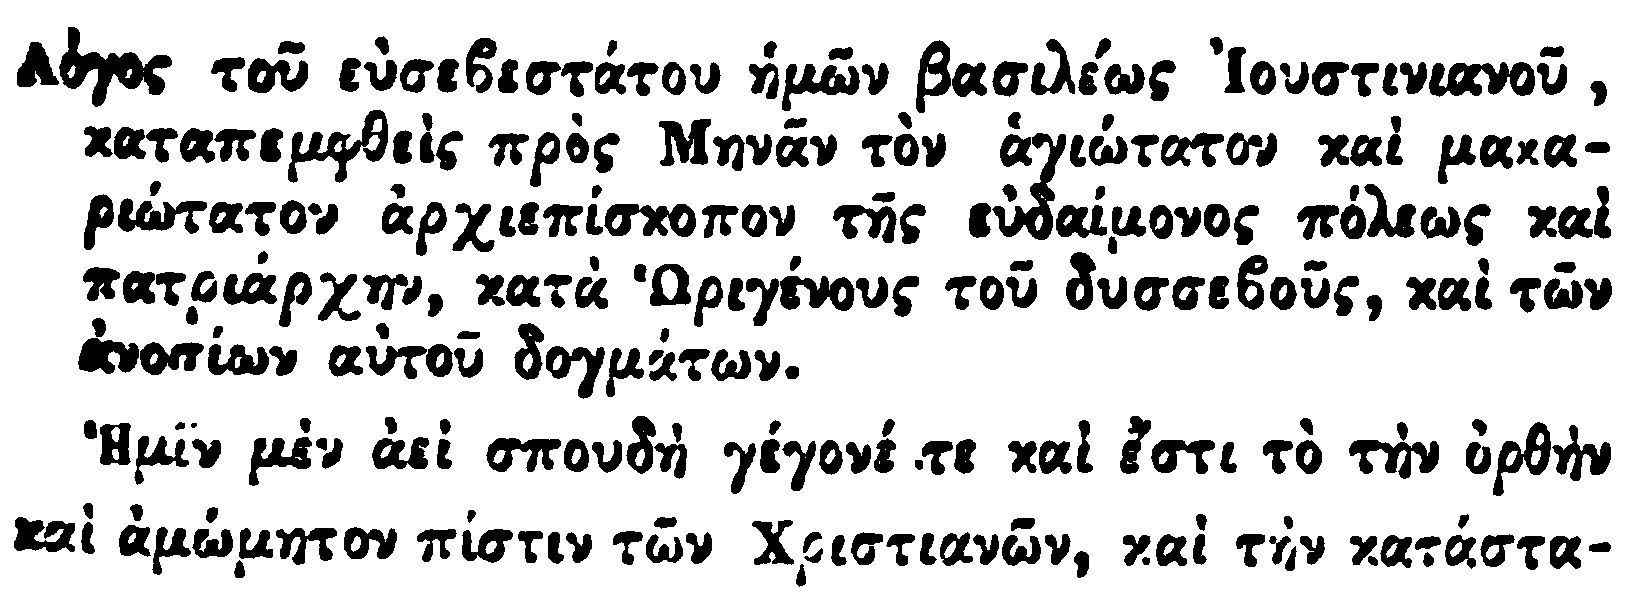 Λόγος τοῦ εὐσεβεστάτου ἡμῶν βασιλέως Ἰουστινιανοῦ,
καταπεμφθεὶς πρὸς Μηνᾶν τὸν ἁγιώτατον καὶ μακα-
ριώτατον ἀρχιεπίσκοπον τῆς εὐδαίμονος πόλεως καὶ
πατριάρχην, κατὰ Ὠριγένους τοῦ δυσσεβοῦς, καὶ τῶν
ἀνοσίων αὐτοῦ δογμάτων.
Ἡμῖν μὲν ἀεὶ σπουδὴ γέγονέ τε καὶ ἔστι τὸ τὴν ὀρθὴν
καὶ ἀμώμητον πίστιν τῶν Χριστιανῶν, καὶ τὴν κατάστα-